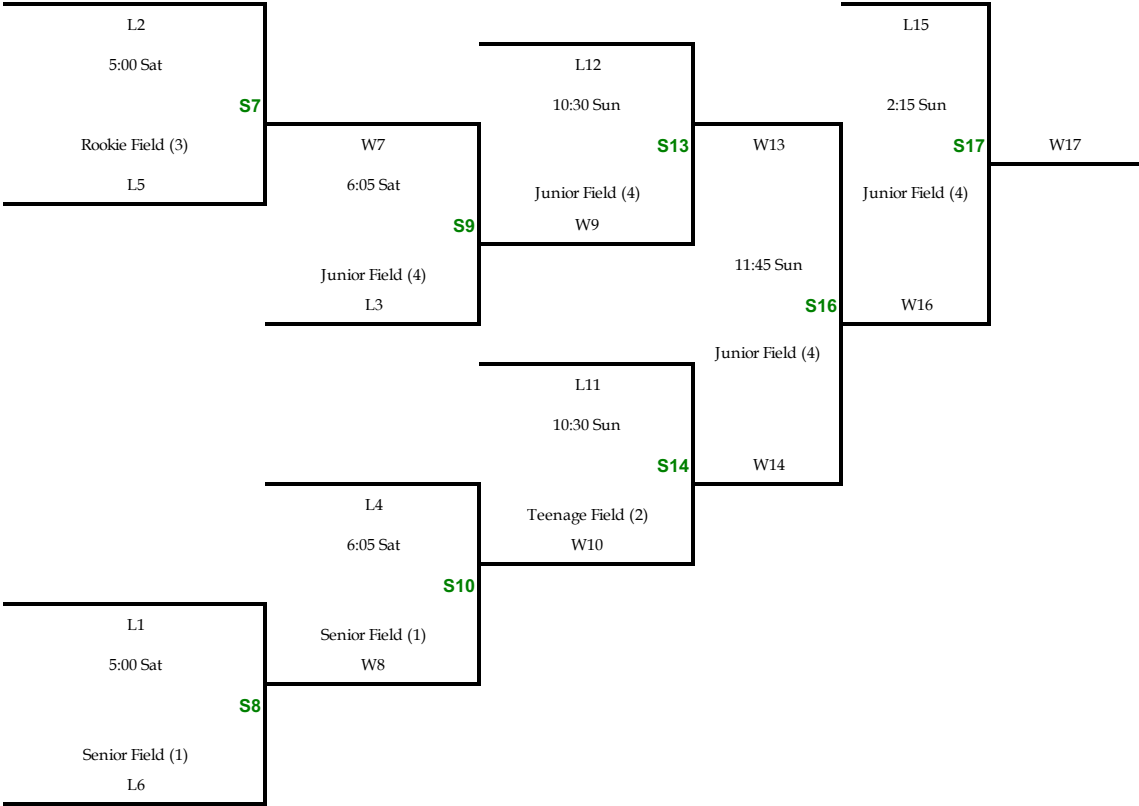 L2
5:00 Sat
S7
Rookie Field (3)
L5
W7
6:05 Sat
S9
Junior Field (4)
L3
L12
10:30 Sun
S13
Junior Field (4)
W9
W13
11:45 Sun
S16
Junior Field (4)
W14
L15
2:15 Sun
S17
Junior Field (4)
W16
W17
L11
10:30 Sun
S14
Teenage Field (2)
W10
L4
6:05 Sat
S10
Senior Field (1)
W8
L1
5:00 Sat
S8
Senior Field (1)
L6